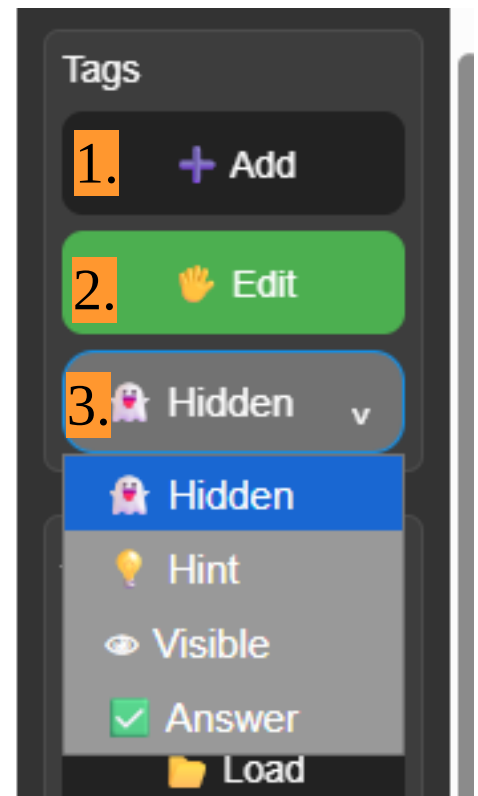 Tags
1. ➕ Add
2. 🖐 Edit
3. 👻 Hidden v
👻 Hidden
💡 Hint
👁 Visible
✅ Answer
📂 Load